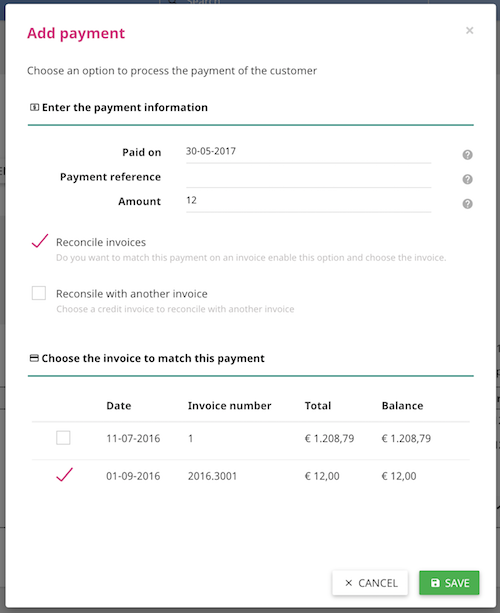 Add payment
×
Choose an option to process the payment of the customer
Enter the payment information
Paid on 30-05-2017
Payment reference
Amount 12
Reconcile invoices
Do you want to match this payment on an invoice enable this option and choose the invoice.
Reconsile with another invoice
Choose a credit invoice to reconcile with another invoice
Choose the invoice to match this payment
Date Invoice number Total Balance
11-07-2016 1 € 1.208,79 € 1.208,79
01-09-2016 2016.3001 € 12,00 € 12,00
× CANCEL SAVE